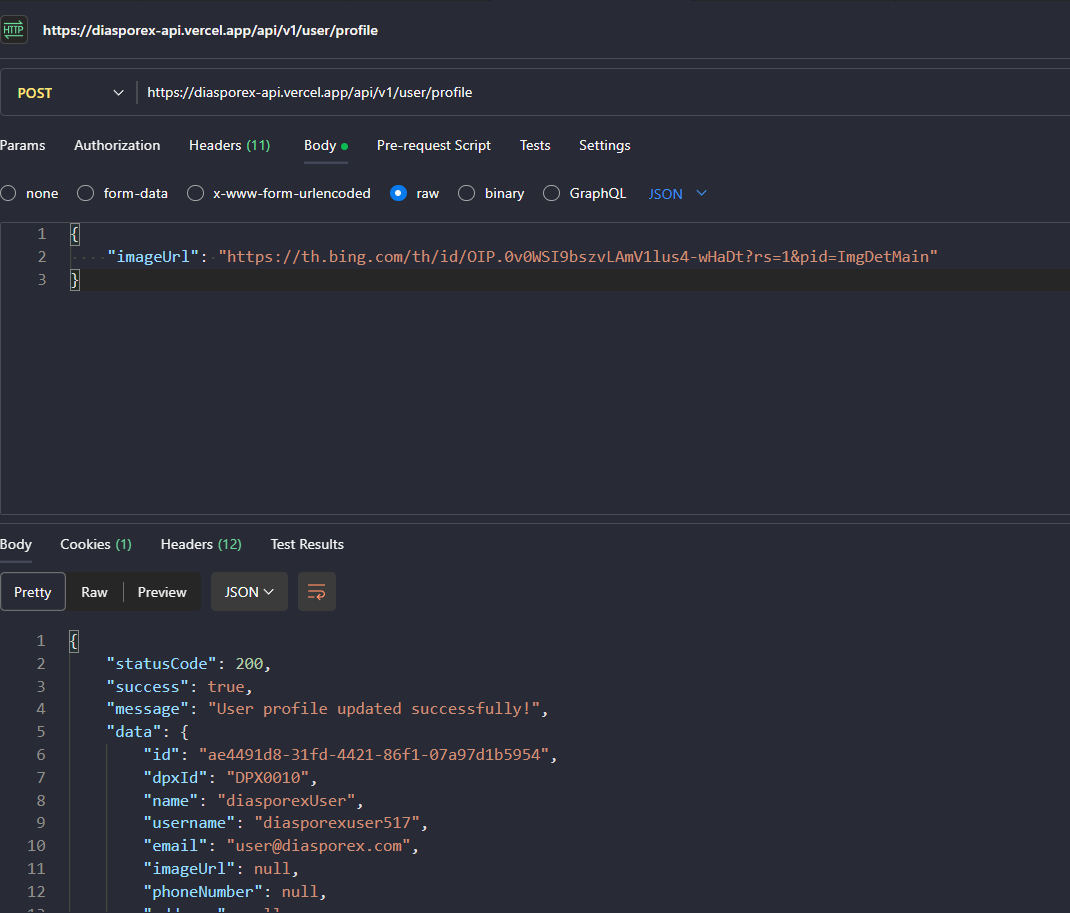 HTTP https://diasporex-api.vercel.app/api/v1/user/profile
POST https://diasporex-api.vercel.app/api/v1/user/profile
Params Authorization Headers (11) Body Pre-request Script Tests Settings
none form-data x-www-form-urlencoded raw binary GraphQL JSON
1 {
2 ····"imageUrl":·"https://th.bing.com/th/id/OIP.0v0WSI9bszvLAmV1lus4-wHaDt?rs=1&pid=ImgDetMain"
3 }
Body Cookies (1) Headers (12) Test Results
Pretty Raw Preview JSON
1 {
2 "statusCode": 200,
3 "success": true,
4 "message": "User profile updated successfully!",
5 "data": {
6 "id": "ae4491d8-31fd-4421-86f1-07a97d1b5954",
7 "dpxId": "DPX0010",
8 "name": "diasporexUser",
9 "username": "diasporexuser517",
10 "email": "user@diasporex.com",
11 "imageUrl": null,
12 "phoneNumber": null,